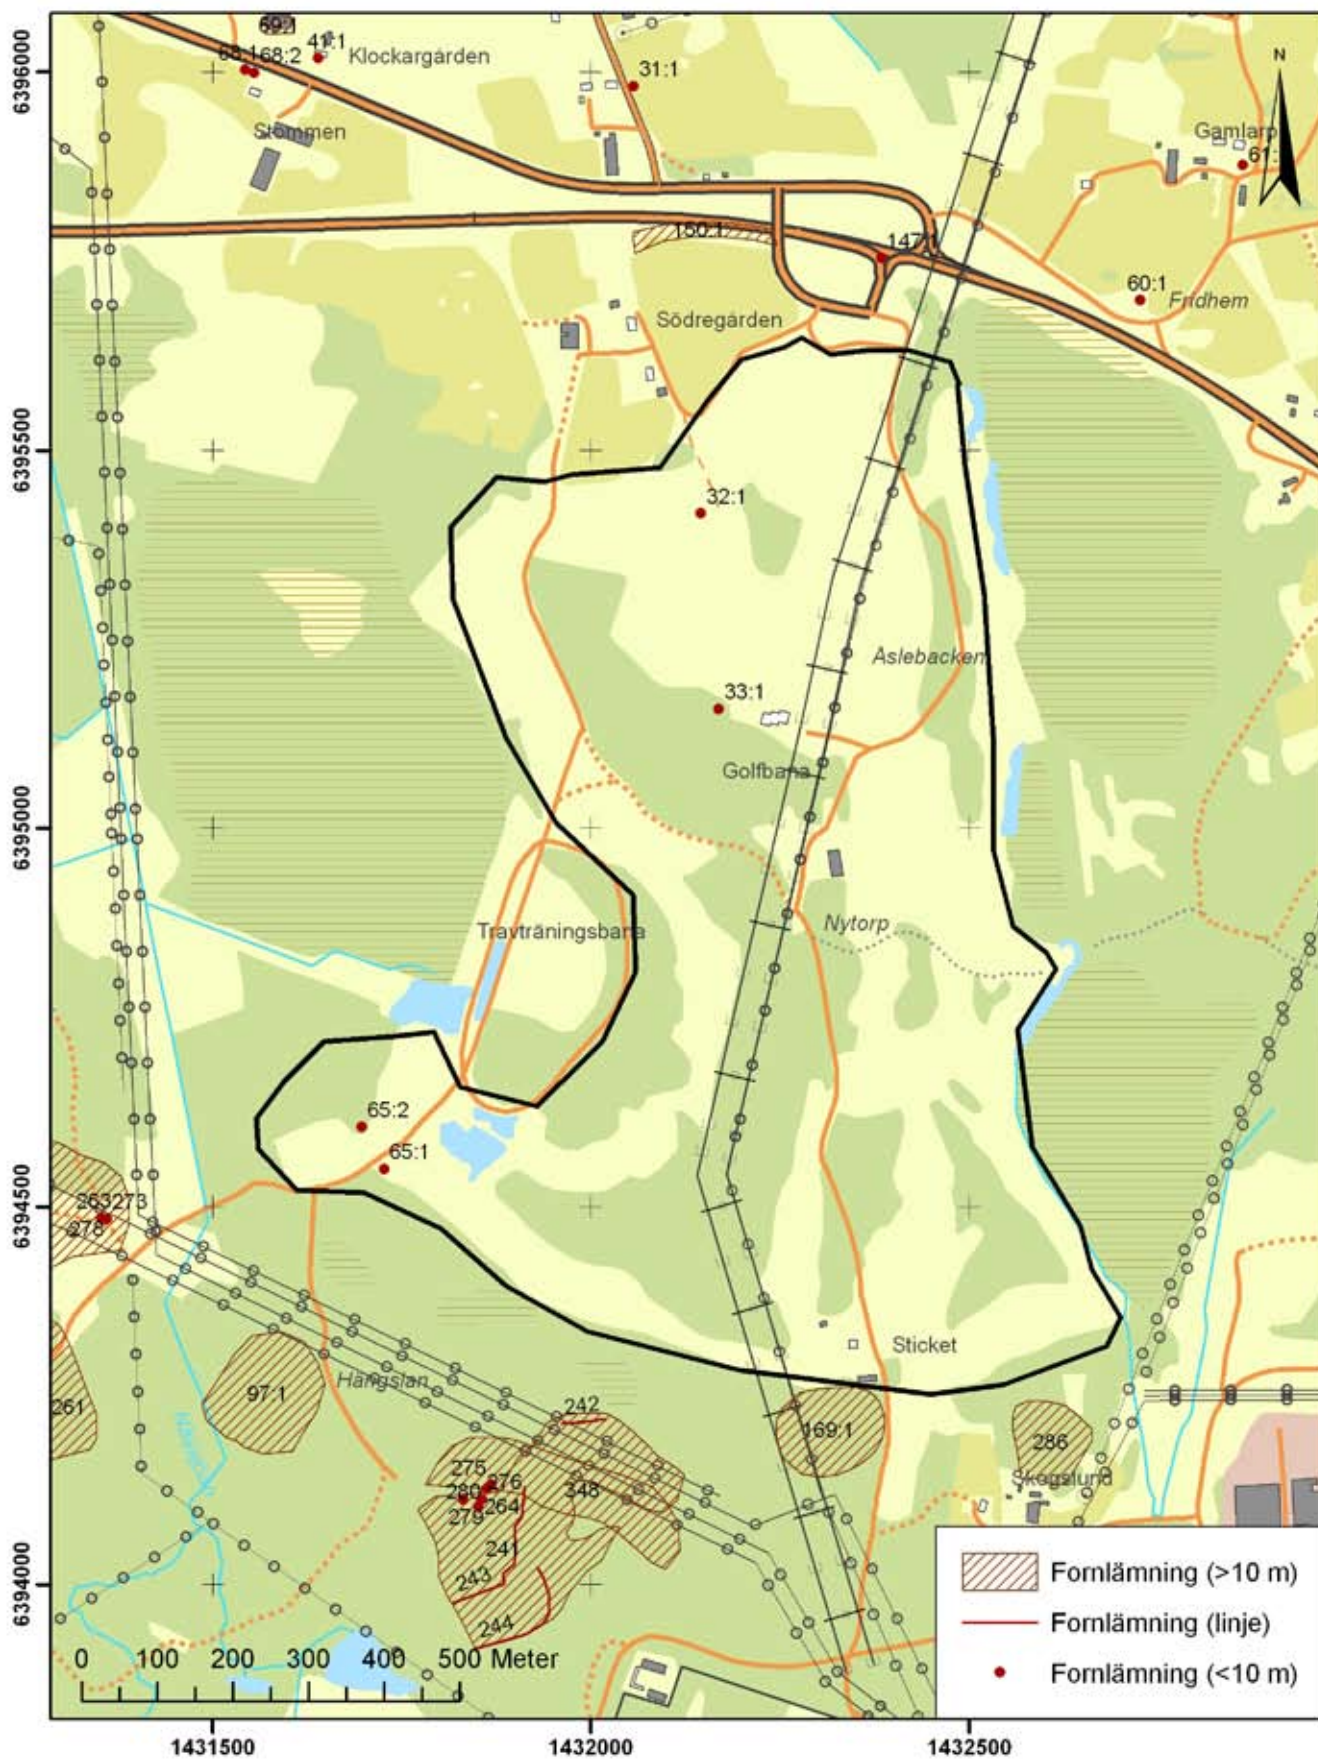 69:1
41:1
68:1
68:2
Klockargården
31:1
6396000
Stommen
Gamlarp
N
61:
150:1
147:1
60:1
Fridhem
Södregården
6395500
32:1
Åslebacken
33:1
Golfbana
6395000
Nytorp
Travträningsbana
65:2
65:1
6394500
263
273
278
Sticket
Hängslan
97:1
261
242
169:1
286
275
276
280
348
264
279
Skogslund
241
243
244
6394000
Fornlämning (>10 m)
Fornlämning (linje)
Fornlämning (<10 m)
0 100 200 300 400 500 Meter
1431500 1432000 1432500